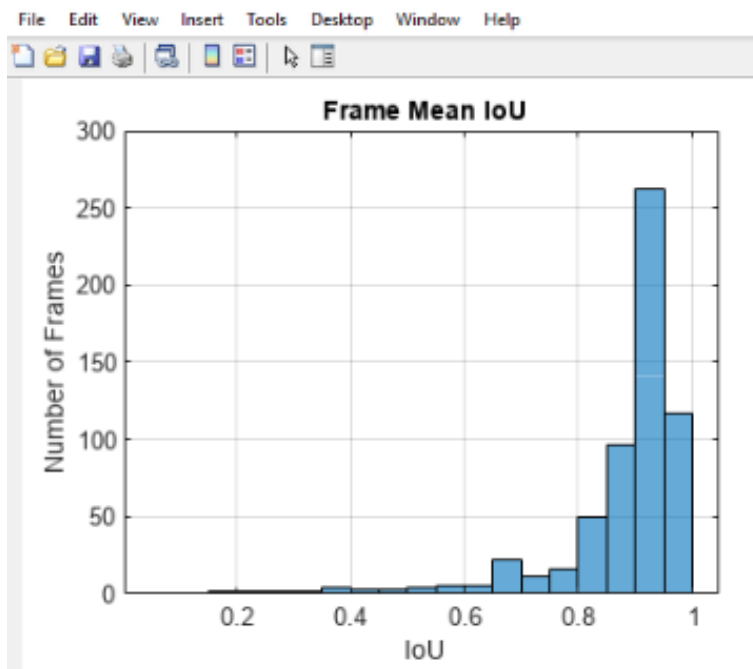 File Edit View Insert Tools Desktop Window Help
Frame Mean IoU
300
250
200
150
100
50
0
Number of Frames
0.2 0.4 0.6 0.8 1
IoU